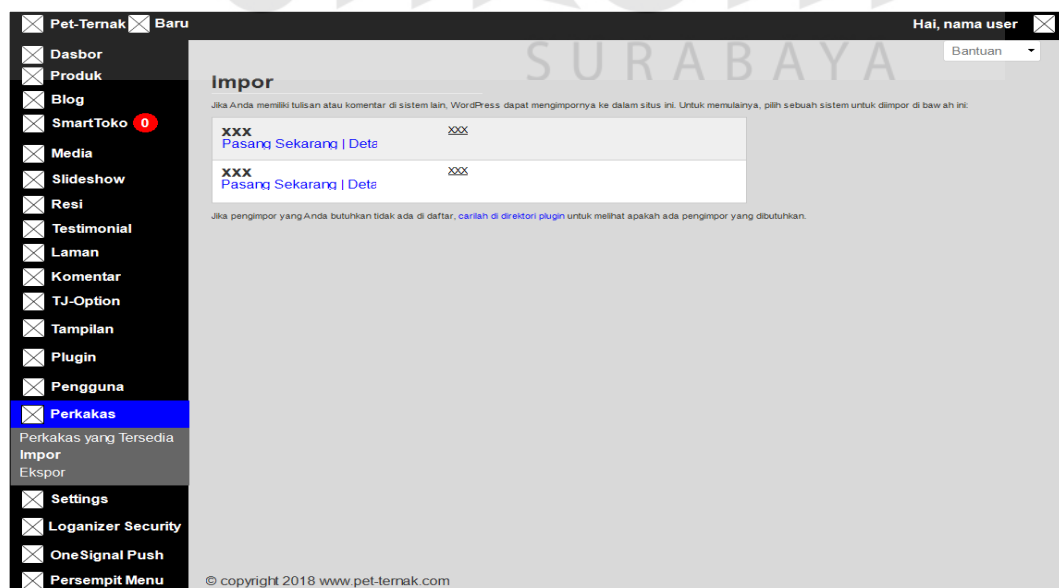 Pet-Ternak Baru
Hai, nama user
SURABAYA
Bantuan
Dasbor
Produk
Blog
SmartToko 0
Media
Slideshow
Resi
Testimonial
Laman
Komentar
TJ-Option
Tampilan
Plugin
Pengguna
Perkakas
Perkakas yang Tersedia
Impor
Ekspor
Settings
Loganizer Security
OneSignal Push
Persempit Menu
Impor
Jika Anda memiliki tulisan atau komentar di sistem lain, WordPress dapat mengimpornya ke dalam situs ini. Untuk memulainya, pilih sebuah sistem untuk diimpor di bawah ini:
xxx xxx
Pasang Sekarang | Deta
xxx xxx
Pasang Sekarang | Deta
Jika pengimpor yang Anda butuhkan tidak ada di daftar, carilah di direktori plugin untuk melihat apakah ada pengimpor yang dibutuhkan.
© copyright 2018 www.pet-ternak.com